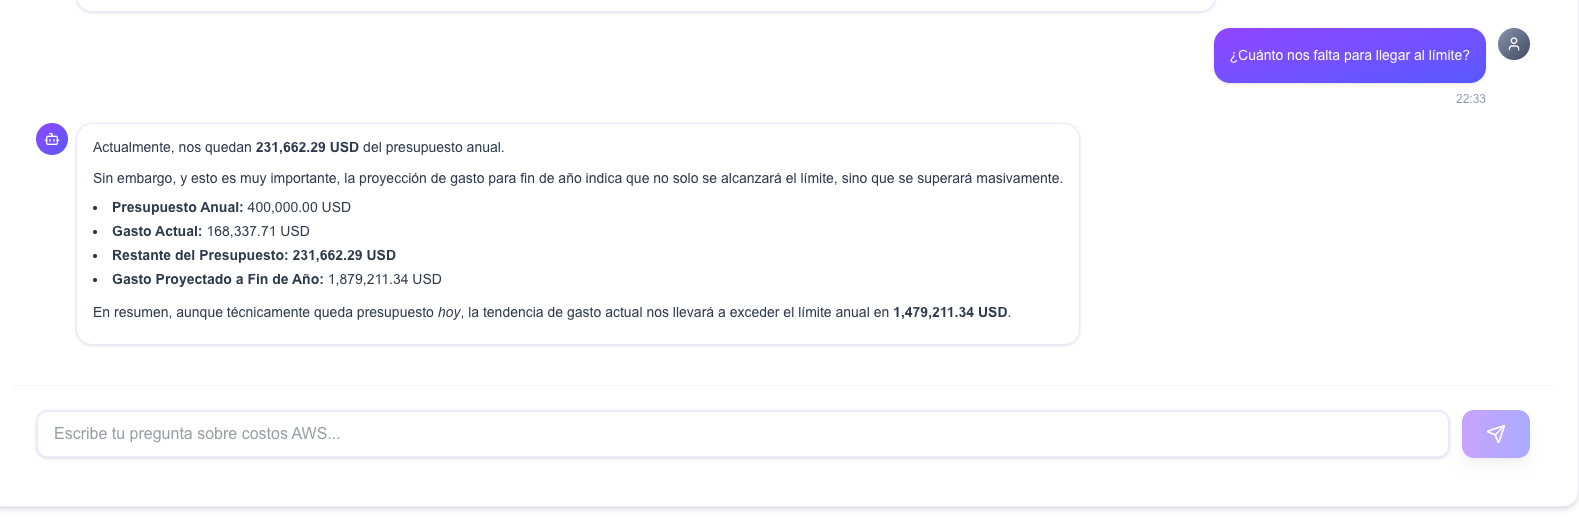 ¿Cuánto nos falta para llegar al límite?
22:33
Actualmente, nos quedan 231,662.29 USD del presupuesto anual.
Sin embargo, y esto es muy importante, la proyección de gasto para fin de año indica que no solo se alcanzará el límite, sino que se superará masivamente.
• Presupuesto Anual: 400,000.00 USD
• Gasto Actual: 168,337.71 USD
• Restante del Presupuesto: 231,662.29 USD
• Gasto Proyectado a Fin de Año: 1,879,211.34 USD
En resumen, aunque técnicamente queda presupuesto hoy, la tendencia de gasto actual nos llevará a exceder el límite anual en 1,479,211.34 USD.
Escribe tu pregunta sobre costos AWS...